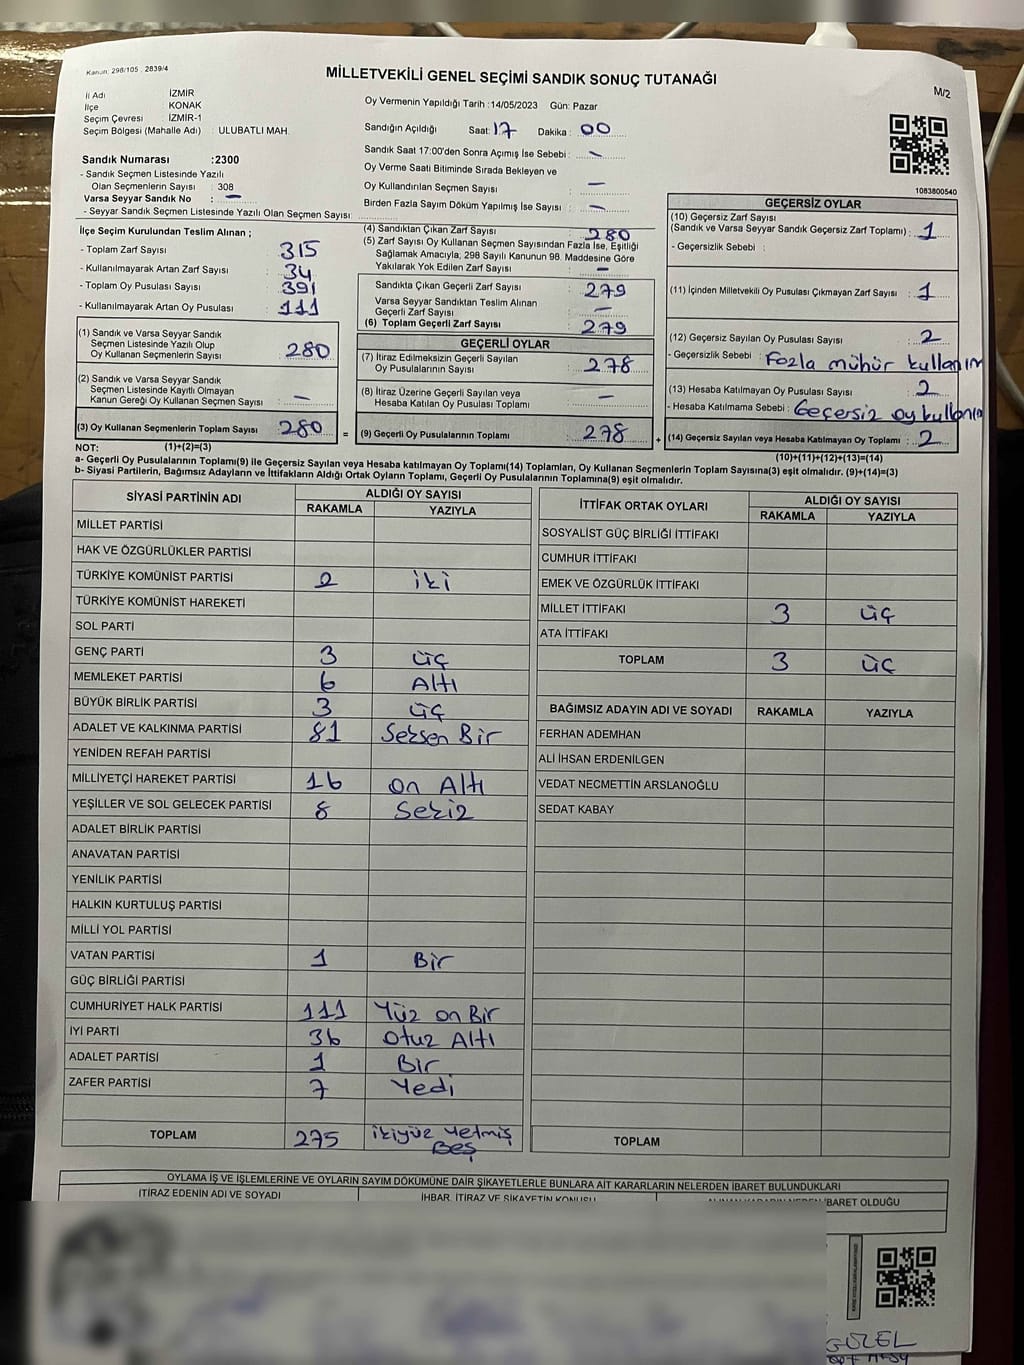 Kanun: 298/105 . 2839/4
MİLLETVEKİLİ GENEL SEÇİMİ SANDIK SONUÇ TUTANAĞI
M/2
İl Adı İZMİR
İlçe KONAK
Seçim Çevresi : İZMİR-1
Seçim Bölgesi (Mahalle Adı) : ULUBATLI MAH.
Sandık Numarası :2300
- Sandık Seçmen Listesinde Yazılı
Olan Seçmenlerin Sayısı : 308
Varsa Seyyar Sandık No : –
- Seyyar Sandık Seçmen Listesinde Yazılı Olan Seçmen Sayısı:
Oy Vermenin Yapıldığı Tarih :14/05/2023 Gün: Pazar
Sandığın Açıldığı Saat: 17 Dakika : 00
Sandık Saat 17:00'den Sonra Açımış İse Sebebi : –
Oy Verme Saati Bitiminde Sırada Bekleyen ve
Oy Kullandırılan Seçmen Sayısı : –
Birden Fazla Sayım Döküm Yapılmış İse Sayısı : –
1083800540
İlçe Seçim Kurulundan Teslim Alınan ;
- Toplam Zarf Sayısı : 315
- Kullanılmayarak Artan Zarf Sayısı : 34
- Toplam Oy Pusulası Sayısı : 391
- Kullanılmayarak Artan Oy Pusulası : 111
(1) Sandık ve Varsa Seyyar Sandık
Seçmen Listesinde Yazılı Olup
Oy Kullanan Seçmenlerin Sayısı : 280
(2) Sandık ve Varsa Seyyar Sandık
Seçmen Listesinde Kayıtlı Olmayan
Kanun Gereği Oy Kullanan Seçmen Sayısı : –
(3) Oy Kullanan Seçmenlerin Toplam Sayısı : 280 =
(1)+(2)=(3)
(4) Sandıktan Çıkan Zarf Sayısı : 280
(5) Zarf Sayısı Oy Kullanan Seçmen Sayısından Fazla İse, Eşitliği
Sağlamak Amacıyla, 298 Sayılı Kanunun 98. Maddesine Göre
Yakılarak Yok Edilen Zarf Sayısı : –
Sandıkta Çıkan Geçerli Zarf Sayısı : 279
Varsa Seyyar Sandıktan Teslim Alınan
Geçerli Zarf Sayısı : –
(6) Toplam Geçerli Zarf Sayısı : 279
GEÇERLİ OYLAR
(7) İtiraz Edilmeksizin Geçerli Sayılan
Oy Pusulalarının Sayısı : 278
(8) İtiraz Üzerine Geçerli Sayılan veya
Hesaba Katılan Oy Pusulası Toplamı : –
(9) Geçerli Oy Pusulalarının Toplamı : 278 +
GEÇERSİZ OYLAR
(10) Geçersiz Zarf Sayısı
(Sandık ve Varsa Seyyar Sandık Geçersiz Zarf Toplamı) : 1
- Geçersizlik Sebebi :
(11) İçinden Milletvekili Oy Pusulası Çıkmayan Zarf Sayısı : 1
(12) Geçersiz Sayılan Oy Pusulası Sayısı : 2
- Geçersizlik Sebebi : Fazla mühür kullanım
(13) Hesaba Katılmayan Oy Pusulası Sayısı : 2
- Hesaba Katılmama Sebebi : Geçersiz oy kullanım
(14) Geçersiz Sayılan veya Hesaba Katılmayan Oy Toplamı : 2
(10)+(11)+(12)+(13)=(14)
NOT:
a- Geçerli Oy Pusulalarının Toplamı(9) ile Geçersiz Sayılan veya Hesaba katılmayan Oy Toplamı(14) Toplamları, Oy Kullanan Seçmenlerin Toplam Sayısına(3) eşit olmalıdır. (9)+(14)=(3)
b- Siyasi Partilerin, Bağımsız Adayların ve İttifakların Aldığı Ortak Oyların Toplamı, Geçerli Oy Pusulalarının Toplamına(9) eşit olmalıdır.
SİYASİ PARTİNİN ADI ALDIĞI OY SAYISI
RAKAMLA YAZIYLA
MİLLET PARTİSİ
HAK VE ÖZGÜRLÜKLER PARTİSİ
TÜRKİYE KOMÜNİST PARTİSİ 2 iki
TÜRKİYE KOMÜNİST HAREKETİ
SOL PARTİ
GENÇ PARTİ 3 üç
MEMLEKET PARTİSİ 6 Altı
BÜYÜK BİRLİK PARTİSİ 3 üç
ADALET VE KALKINMA PARTİSİ 81 Seksen Bir
YENİDEN REFAH PARTİSİ
MİLLİYETÇİ HAREKET PARTİSİ 16 on Altı
YEŞİLLER VE SOL GELECEK PARTİSİ 8 Sekiz
ADALET BİRLİK PARTİSİ
ANAVATAN PARTİSİ
YENİLİK PARTİSİ
HALKIN KURTULUŞ PARTİSİ
MİLLİ YOL PARTİSİ
VATAN PARTİSİ 1 Bir
GÜÇ BİRLİĞİ PARTİSİ
CUMHURİYET HALK PARTİSİ 111 Yüz on Bir
İYİ PARTİ 36 Otuz Altı
ADALET PARTİSİ 1 Bir
ZAFER PARTİSİ 7 Yedi
TOPLAM 275 ikiyüz Yetmiş
Beş
İTTİFAK ORTAK OYLARI ALDIĞI OY SAYISI
RAKAMLA YAZIYLA
SOSYALİST GÜÇ BİRLİĞİ İTTİFAKI
CUMHUR İTTİFAKI
EMEK VE ÖZGÜRLÜK İTTİFAKI
MİLLET İTTİFAKI 3 üç
ATA İTTİFAKI
TOPLAM 3 üç
BAĞIMSIZ ADAYIN ADI VE SOYADI RAKAMLA YAZIYLA
FERHAN ADEMHAN
ALİ İHSAN ERDENİLGEN
VEDAT NECMETTİN ARSLANOĞLU
SEDAT KABAY
TOPLAM
OYLAMA İŞ VE İŞLEMLERİNE VE OYLARIN SAYIM DÖKÜMÜNE DAİR ŞİKAYETLERLE BUNLARA AİT KARARLARIN NELERDEN İBARET BULUNDUKLARI
İTİRAZ EDENİN ADI VE SOYADI İHBAR, İTİRAZ VE ŞİKAYETİN KONUSU ALINAN KARARIN NEDEN İBARET OLDUĞU
GÜZEL